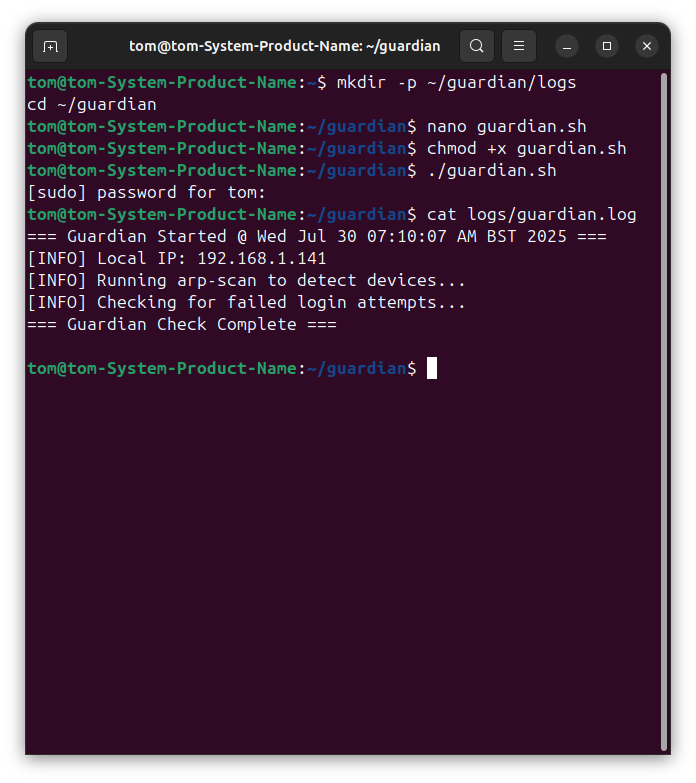 tom@tom-System-Product-Name: ~/guardian
tom@tom-System-Product-Name:~$ mkdir -p ~/guardian/logs
cd ~/guardian
tom@tom-System-Product-Name:~/guardian$ nano guardian.sh
tom@tom-System-Product-Name:~/guardian$ chmod +x guardian.sh
tom@tom-System-Product-Name:~/guardian$ ./guardian.sh
[sudo] password for tom:
tom@tom-System-Product-Name:~/guardian$ cat logs/guardian.log
=== Guardian Started @ Wed Jul 30 07:10:07 AM BST 2025 ===
[INFO] Local IP: 192.168.1.141
[INFO] Running arp-scan to detect devices...
[INFO] Checking for failed login attempts...
=== Guardian Check Complete ===
tom@tom-System-Product-Name:~/guardian$